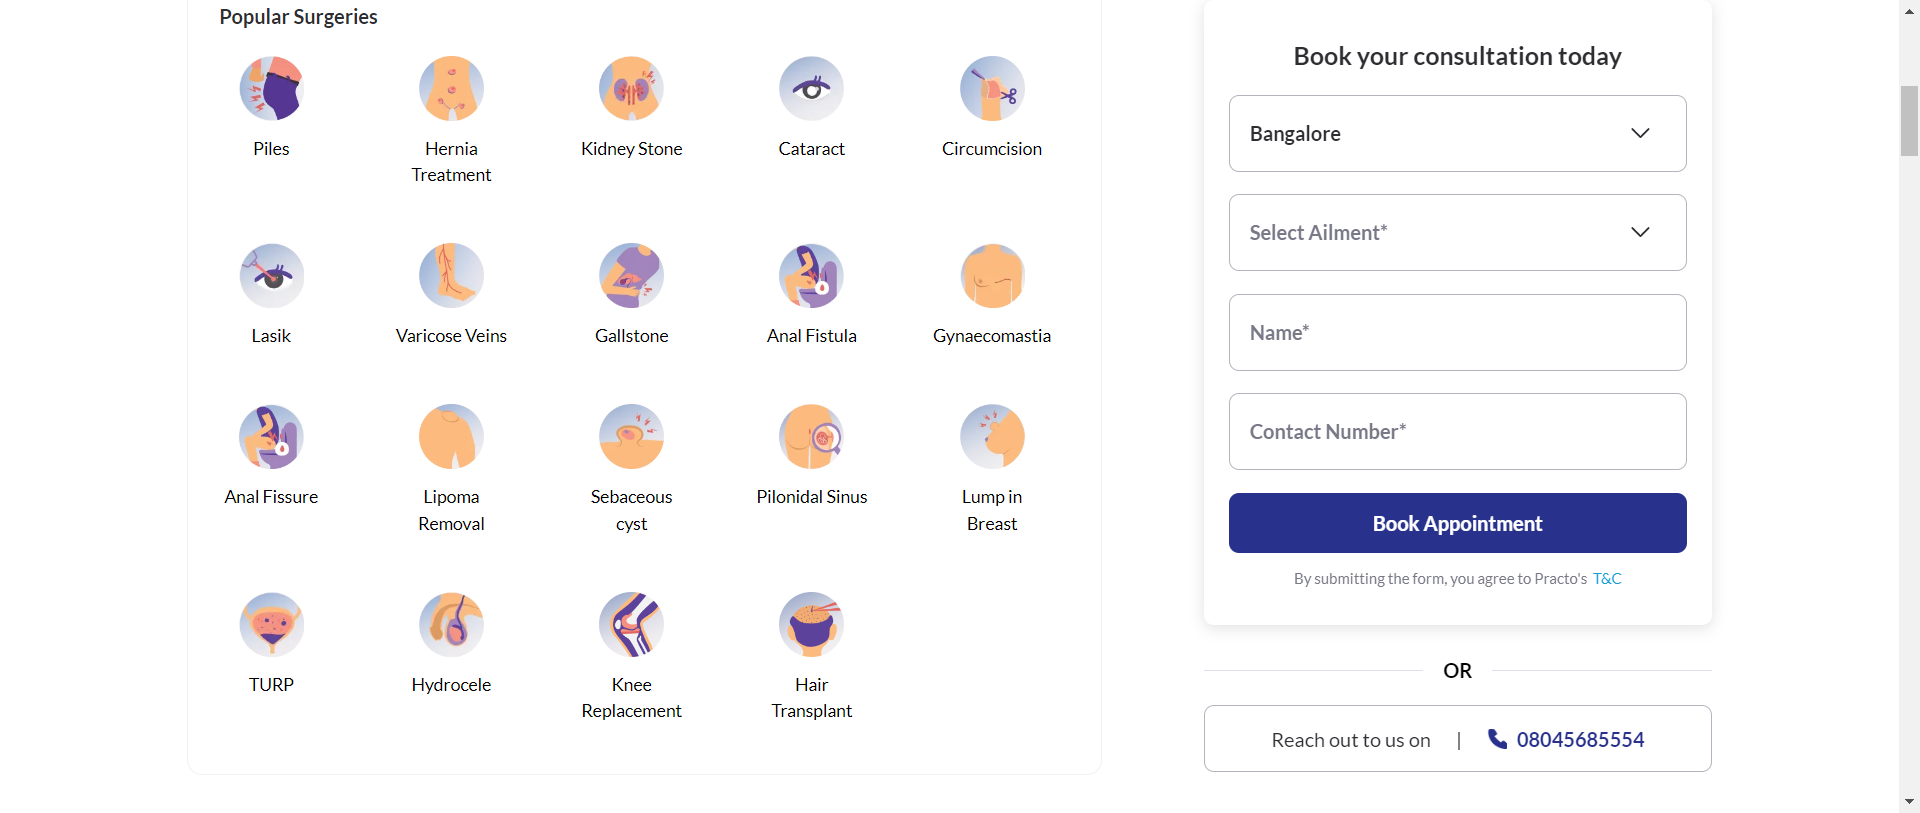 Popular Surgeries
Piles
Hernia
Treatment
Kidney Stone
Cataract
Circumcision
Lasik
Varicose Veins
Gallstone
Anal Fistula
Gynaecomastia
Anal Fissure
Lipoma
Removal
Sebaceous
cyst
Pilonidal Sinus
Lump in
Breast
TURP
Hydrocele
Knee
Replacement
Hair
Transplant
Book your consultation today
Bangalore
Select Ailment*
Name*
Contact Number*
Book Appointment
By submitting the form, you agree to Practo's T&C
OR
Reach out to us on | 08045685554